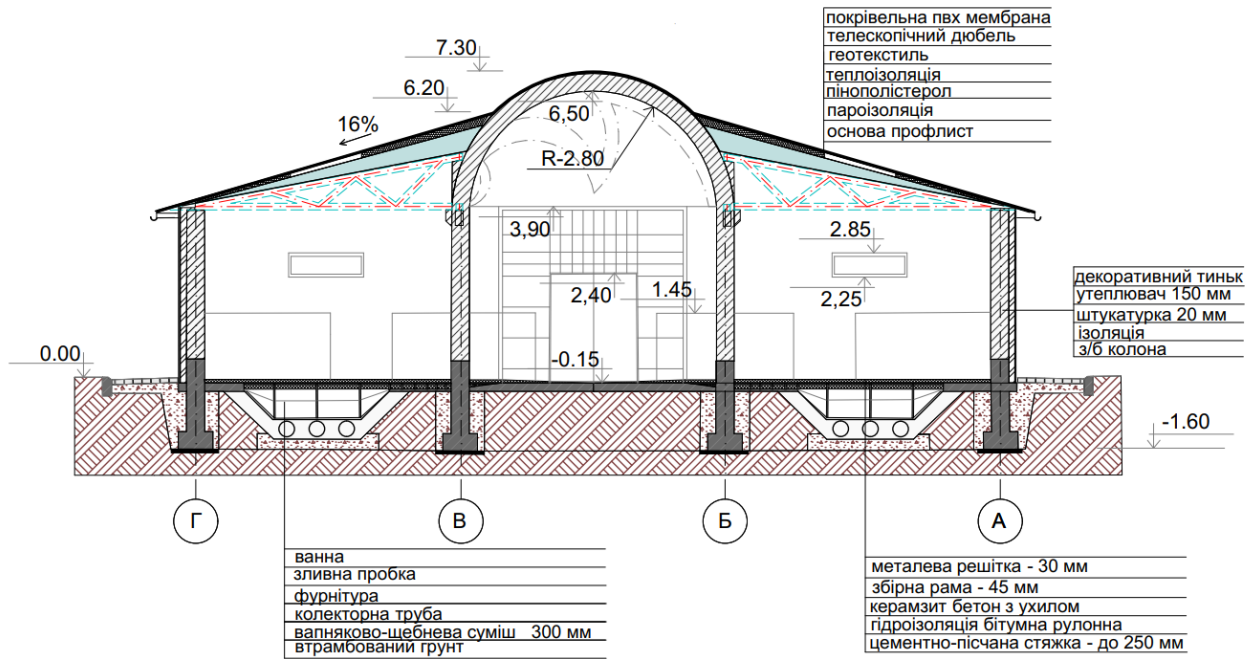 покрівельна пвх мембрана
телескопічний дюбель
геотекстиль
теплоізоляція
пінополістерол
пароізоляція
основа профлист
7.30
6.20
6,50
16%
R-2.80
3,90
2.85
2,40
1.45
2,25
декоративний тиньк
утеплювач 150 мм
штукатурка 20 мм
ізоляція
з/б колона
0.00
-0.15
-1.60
Г
В
Б
А
ванна
зливна пробка
фурнітура
колекторна труба
вапняково-щебнева суміш 300 мм
втрамбований грунт
металева решітка - 30 мм
збірна рама - 45 мм
керамзит бетон з ухилом
гідроізоляція бітумна рулонна
цементно-пісчана стяжка - до 250 мм